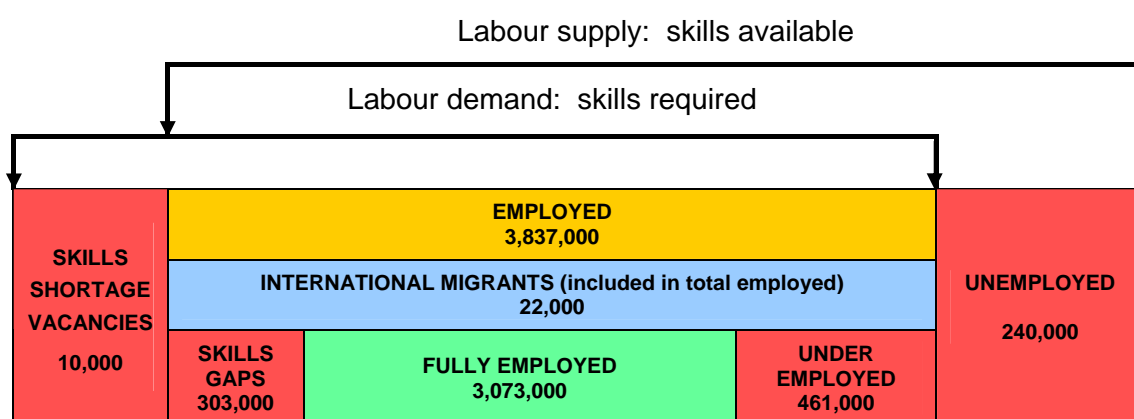 Labour supply: skills available
Labour demand: skills required
SKILLS
SHORTAGE
VACANCIES
10,000
EMPLOYED
3,837,000
INTERNATIONAL MIGRANTS (included in total employed)
22,000
SKILLS
GAPS
303,000
FULLY EMPLOYED
3,073,000
UNDER
EMPLOYED
461,000
UNEMPLOYED
240,000